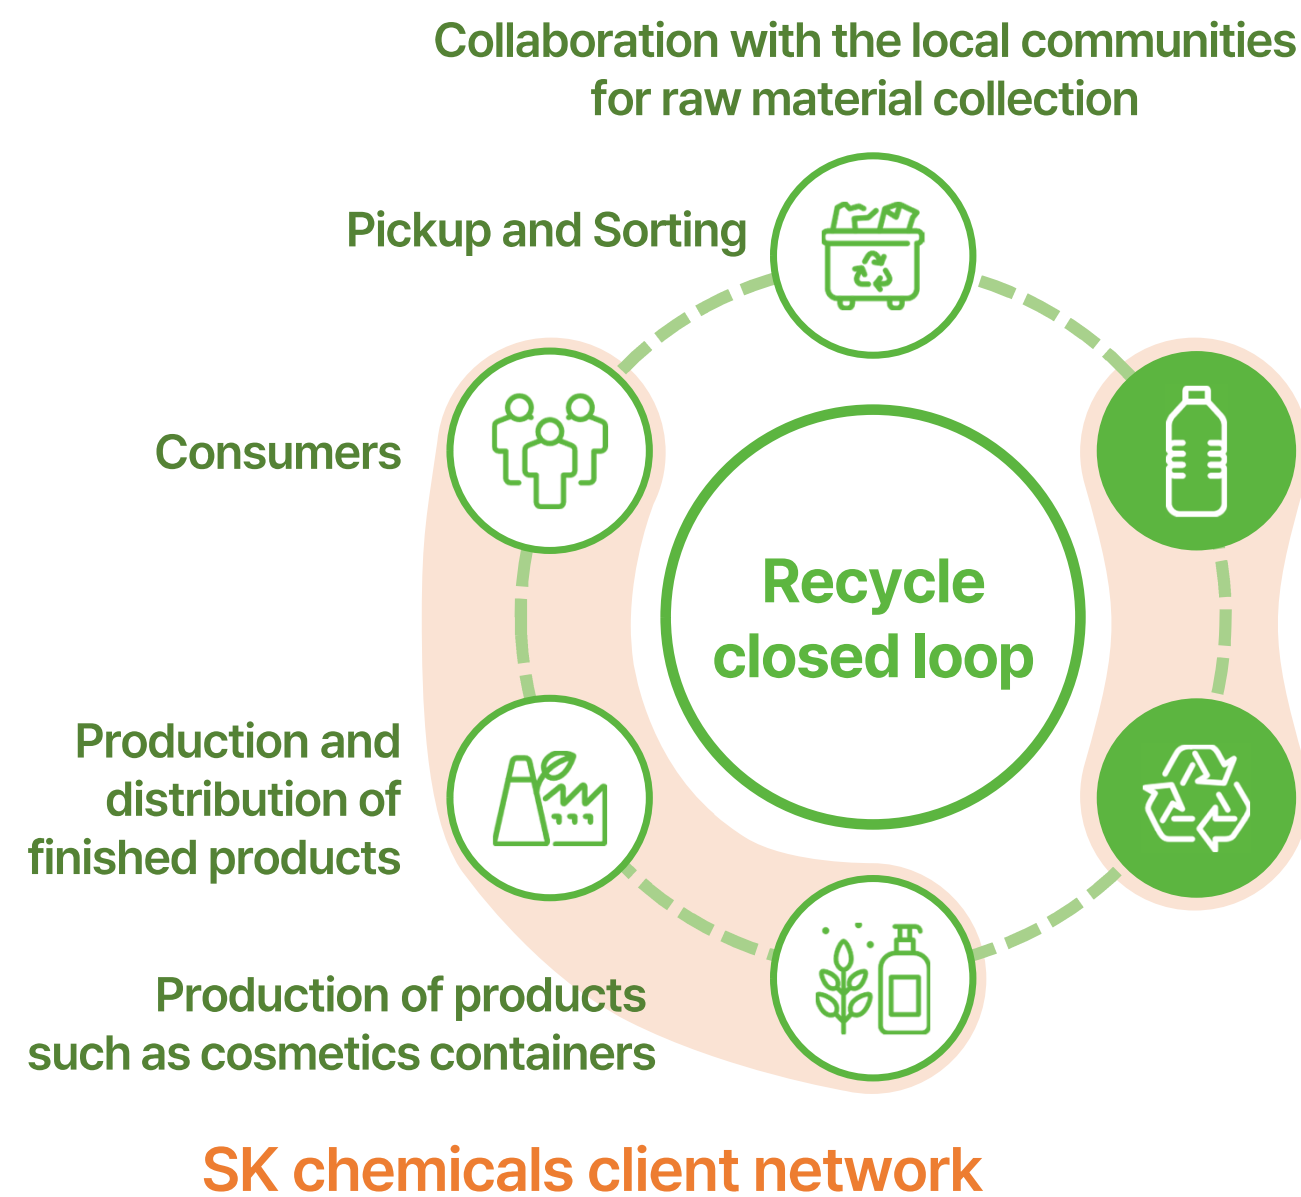 Collaboration with the local communities
for raw material collection
Pickup and Sorting
Consumers
Recycle
closed loop
Production and
distribution of
finished products
Production of products
such as cosmetics containers
SK chemicals client network